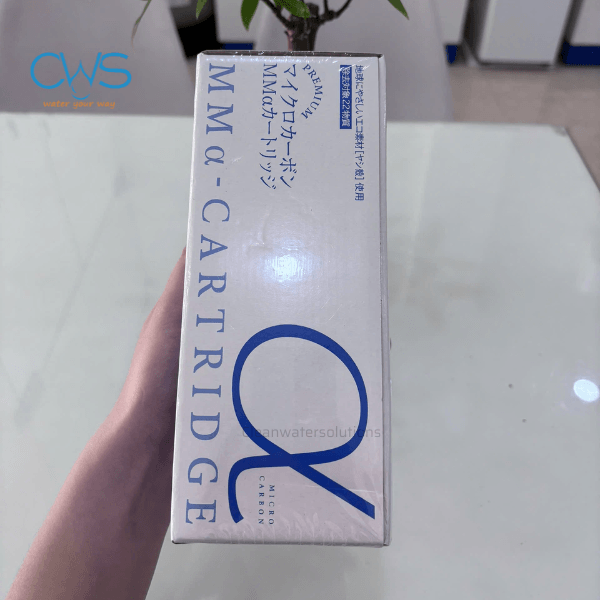 CWS
water your way
地球にやさしいエコ素材[ヤシ殻]使用
除去対象22物質
PREMIUM
マイクロカーボン
MMαカートリッジ
MMα-CARTRIDGE
α
MICRO
CARBON
cleanwatersolutions